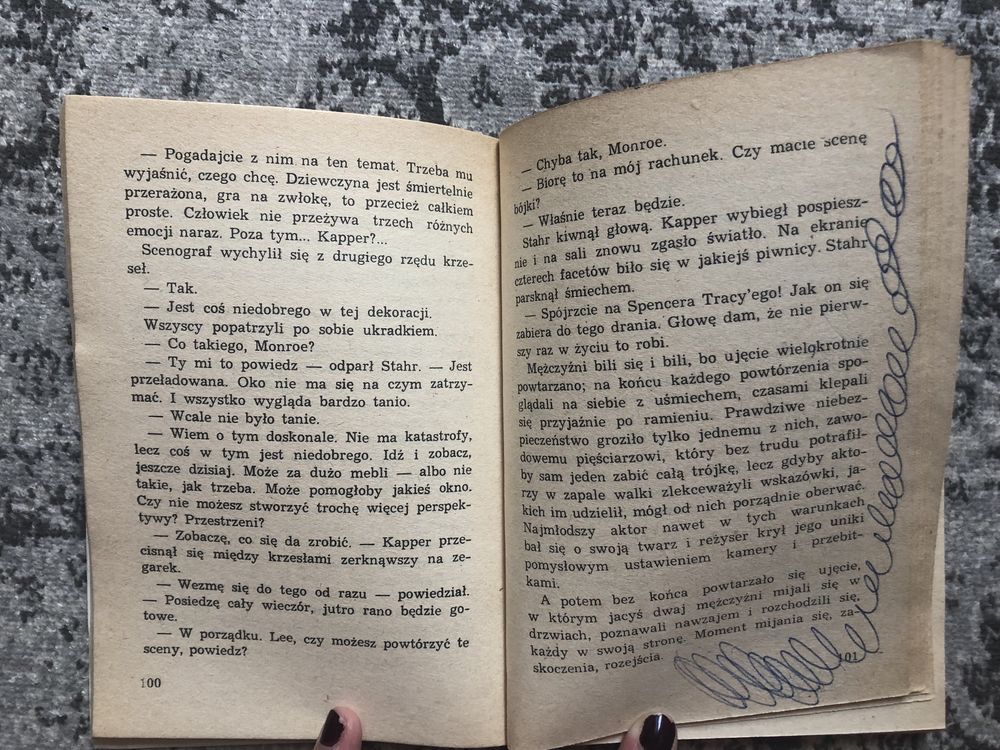 — Pogadajcie z nim na ten temat. Trzeba mu
wyjaśnić, czego chcę. Dziewczyna jest śmiertelnie
przerażona, gra na zwłokę, to przecież całkiem
proste. Człowiek nie przeżywa trzech różnych
emocji naraz. Poza tym... Kapper?...
Scenograf wychylił się z drugiego rzędu krze-
seł.
— Tak.
— Jest coś niedobrego w tej dekoracji.
Wszyscy popatrzyli po sobie ukradkiem.
— Co takiego, Monroe?
— Ty mi to powiedz — odparł Stahr. — Jest
przeładowana. Oko nie ma się na czym zatrzy-
mać. I wszystko wygląda bardzo tanio.
— Wcale nie było tanie.
— Wiem o tym doskonale. Nie ma katastrofy,
lecz coś w tym jest niedobrego. Idź i zobacz,
jeszcze dzisiaj. Może za dużo mebli — albo nie
takie, jak trzeba. Może pomogłoby jakieś okno.
Czy nie możesz stworzyć trochę więcej perspek-
tywy? Przestrzeni?
— Zobaczę, co się da zrobić. — Kapper prze-
cisnął się między krzesłami zerknąwszy na ze-
garek.
— Wezmę się do tego od razu — powiedział.
— Posiedzę cały wieczór, jutro rano będzie go-
towe.
— W porządku. Lee, czy możesz powtórzyć te
sceny, powiedz?
100
— Chyba tak, Monroe.
— Biorę to na mój rachunek. Czy macie scenę
bójki?
— Właśnie teraz będzie.
Stahr kiwnął głową. Kapper wybiegł pospiesz-
nie i na sali znowu zgasło światło. Na ekranie
czterech facetów biło się w jakiejś piwnicy. Stahr
parsknął śmiechem.
— Spójrzcie na Spencera Tracy'ego! Jak on się
zabiera do tego drania. Głowę dam, że nie pierw-
szy raz w życiu to robi.
Mężczyźni bili się i bili, bo ujęcie wielokrotnie
powtarzano; na końcu każdego powtórzenia spo-
glądali na siebie z uśmiechem, czasami klepali
się przyjaźnie po ramieniu. Prawdziwe niebez-
pieczeństwo groziło tylko jednemu z nich, zawo-
dowemu pięściarzowi, który bez trudu potrafił-
by sam jeden zabić całą trójkę, lecz gdyby akto-
rzy w zapale walki zlekceważyli wskazówki, ja-
kich im udzielił, mógł od nich porządnie oberwać.
Najmłodszy aktor nawet w tych warunkach
bał się o swoją twarz i reżyser krył jego uniki
pomysłowym ustawieniem kamery i przebit-
kami.
A potem bez końca powtarzało się ujęcie,
w którym jacyś dwaj mężczyźni mijali się w
drzwiach, poznawali nawzajem i rozchodzili się,
każdy w swoją stronę. Moment mijania się, za-
skoczenia, rozejścia.
101